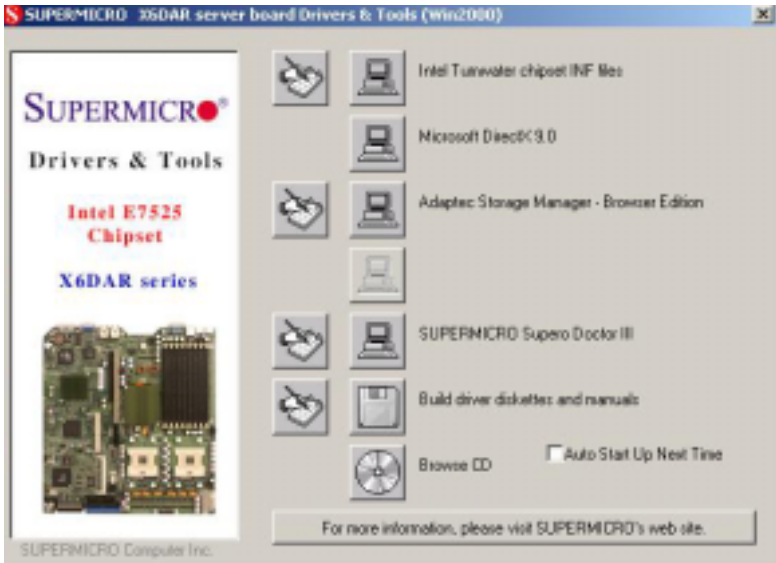 SUPERMICRO X6DAR server board Drivers & Tools (Win2000)
SUPERMICRO®
Drivers & Tools
Intel E7525
Chipset
X6DAR series
SUPERMICRO Computer Inc.
Intel Tumwater chipset INF files
Microsoft DirectX 9.0
Adaptec Storage Manager - Browser Edition
SUPERMICRO Supero Doctor III
Build driver diskettes and manuals
Browse CD
Auto Start Up Next Time
For more information, please visit SUPERMICRO's web site.